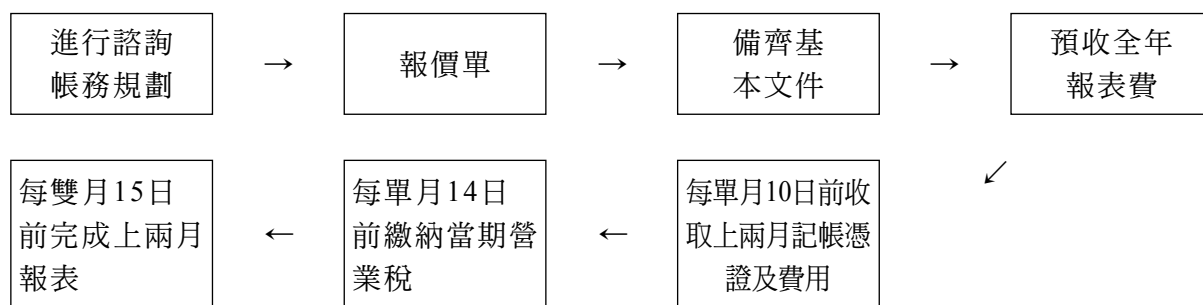 進行諮詢
帳務規劃
→
報價單
→
備齊基
本文件
→
預收全年
報表費
↙
每單月10日前收
取上兩月記帳憑
證及費用
←
每單月14日
前繳納當期營
業稅
←
每雙月15日
前完成上兩月
報表